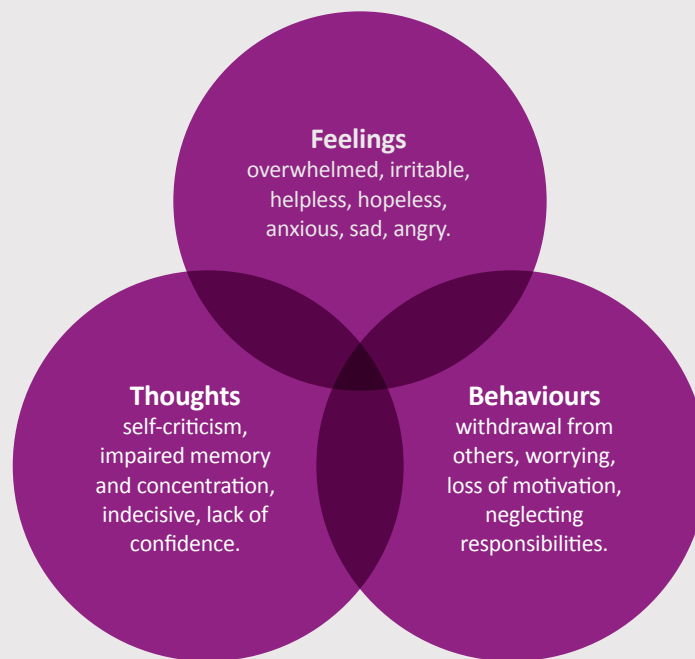 Feelings
overwhelmed, irritable,
helpless, hopeless,
anxious, sad, angry.
Thoughts
self-criticism,
impaired memory
and concentration,
indecisive, lack of
confidence.
Behaviours
withdrawal from
others, worrying,
loss of motivation,
neglecting
responsibilities.